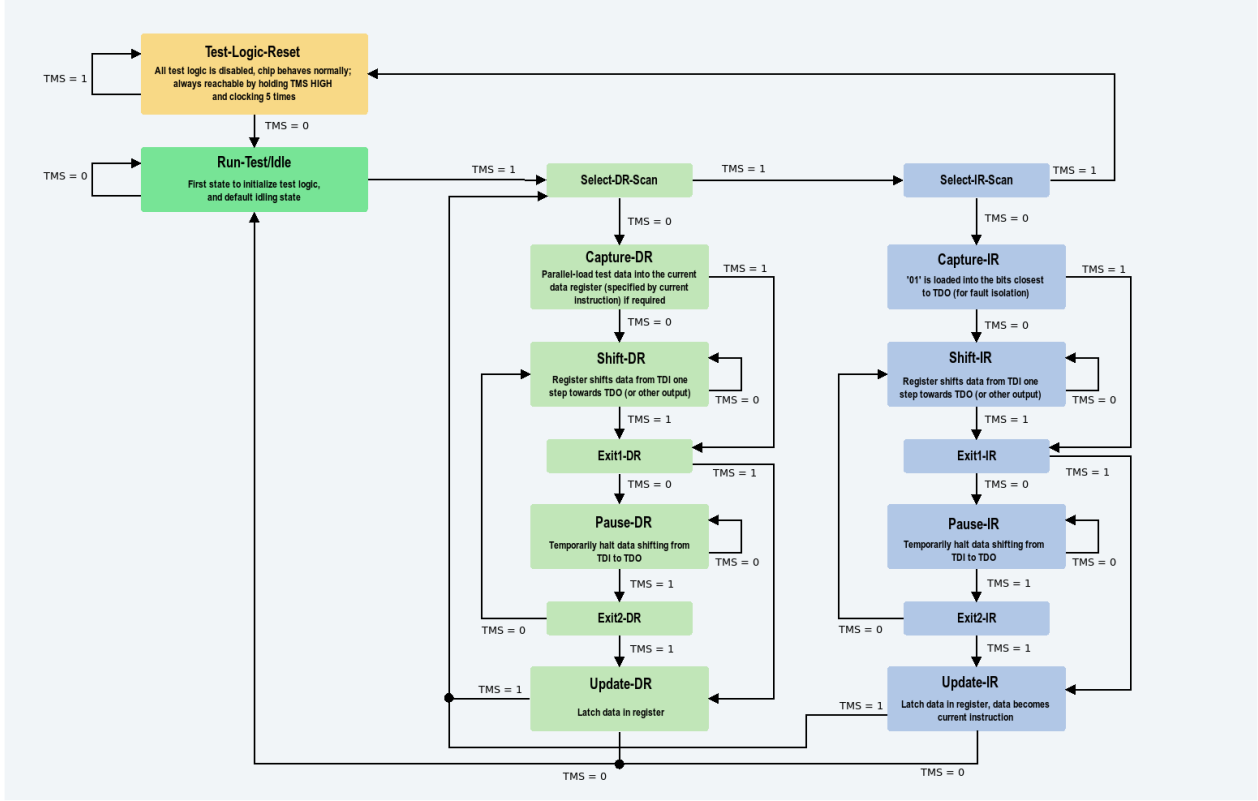 Test-Logic-Reset
All test logic is disabled, chip behaves normally;
always reachable by holding TMS HIGH
and clocking 5 times
TMS = 1
TMS = 0
Run-Test/Idle
First state to initialize test logic,
and default idling state
TMS = 0
TMS = 1
Select-DR-Scan
TMS = 1
Select-IR-Scan
TMS = 1
TMS = 0
TMS = 0
Capture-DR
Parallel-load test data into the current
data register (specified by current
instruction) if required
TMS = 1
Capture-IR
'01' is loaded into the bits closest
to TDO (for fault isolation)
TMS = 1
TMS = 0
TMS = 0
Shift-DR
Register shifts data from TDI one
step towards TDO (or other output)
TMS = 0
Shift-IR
Register shifts data from TDI one
step towards TDO (or other output)
TMS = 0
TMS = 1
TMS = 1
Exit1-DR
TMS = 1
Exit1-IR
TMS = 1
TMS = 0
TMS = 0
Pause-DR
Temporarily halt data shifting from
TDI to TDO
TMS = 0
Pause-IR
Temporarily halt data shifting from
TDI to TDO
TMS = 0
TMS = 1
TMS = 1
Exit2-DR
TMS = 0
Exit2-IR
TMS = 0
TMS = 1
TMS = 1
Update-DR
Latch data in register
TMS = 1
Update-IR
Latch data in register, data becomes
current instruction
TMS = 1
TMS = 0
TMS = 0